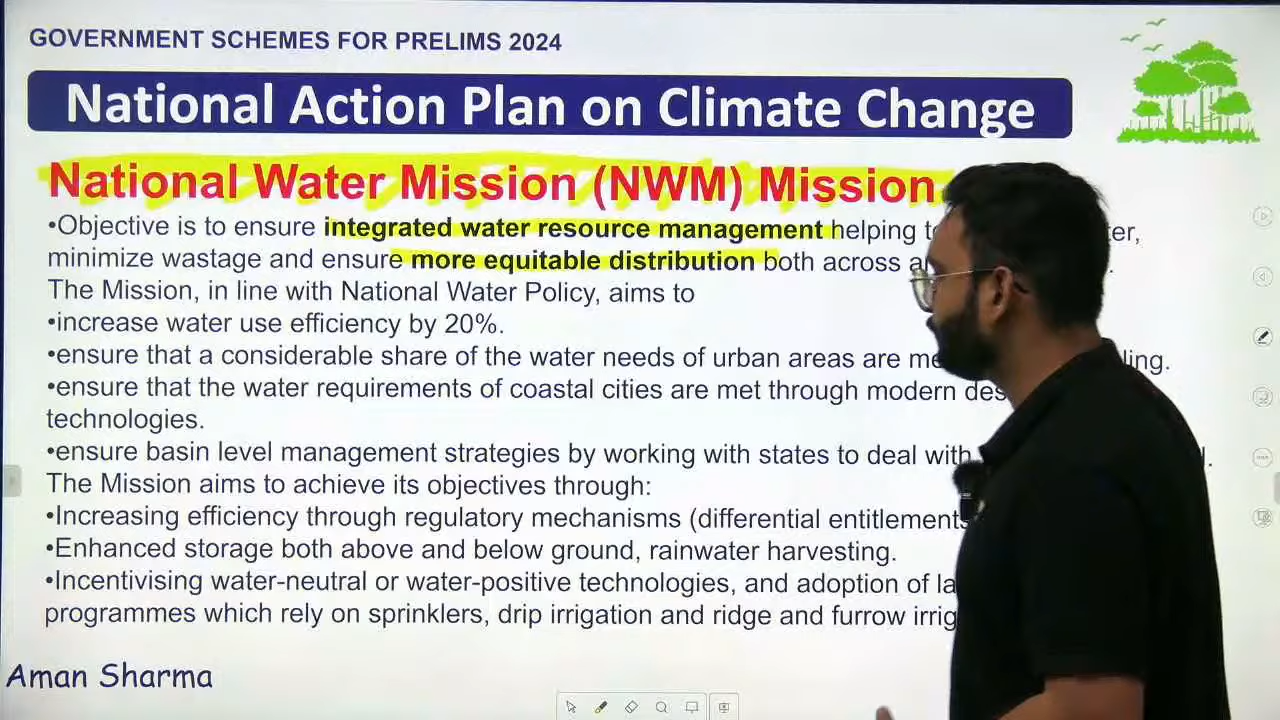 GOVERNMENT SCHEMES FOR PRELIMS 2024
National Action Plan on Climate Change
National Water Mission (NWM) Mission
•Objective is to ensure integrated water resource management helping
minimize wastage and ensure more equitable distribution both across
The Mission, in line with National Water Policy, aims to
•increase water use efficiency by 20%.
•ensure that a considerable share of the water needs of urban areas are
•ensure that the water requirements of coastal cities are met through modern
technologies.
•ensure basin level management strategies by working with states to deal with
The Mission aims to achieve its objectives through:
•Increasing efficiency through regulatory mechanisms (differential entitlements
•Enhanced storage both above and below ground, rainwater harvesting.
•Incentivising water-neutral or water-positive technologies, and adoption of
programmes which rely on sprinklers, drip irrigation and ridge and furrow
Aman Sharma